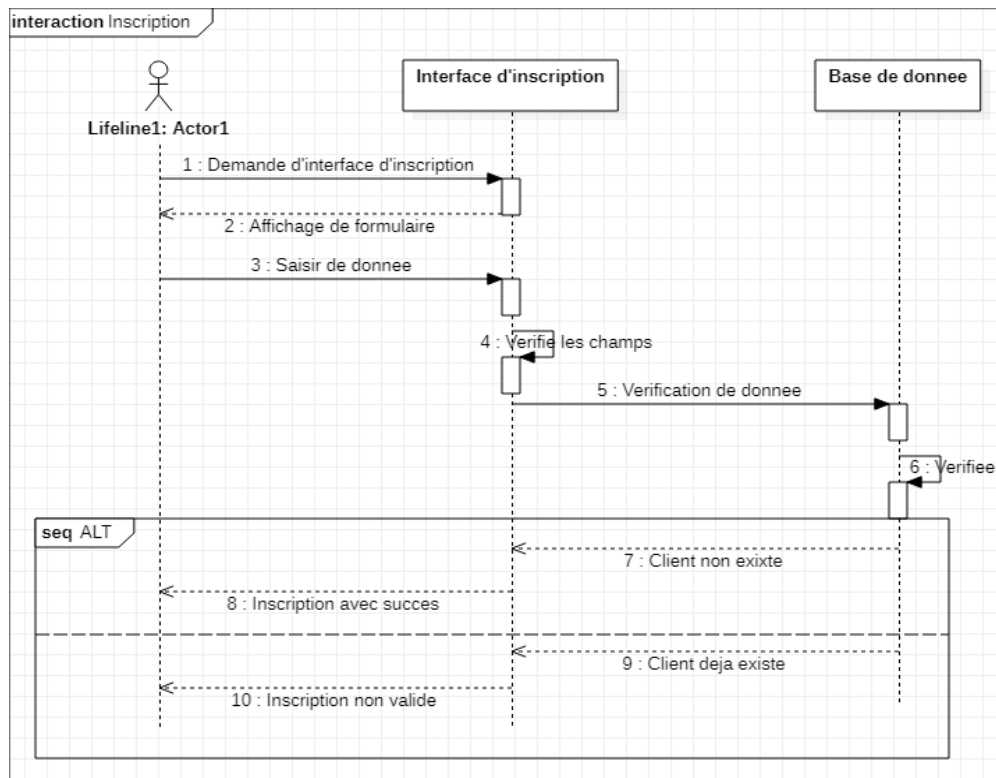 interaction Inscription
Interface d'inscription
Base de donnee
Lifeline1: Actor1
1 : Demande d'interface d'inscription
2 : Affichage de formulaire
3 : Saisir de donnee
4 : Verifie les champs
5 : Verification de donnee
6 : Verifiee
seq ALT
7 : Client non exixte
8 : Inscription avec succes
9 : Client deja existe
10 : Inscription non valide